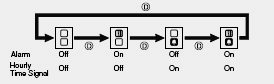 D
D D D
Alarm Off On Off On
Hourly
Time Signal Off Off On On